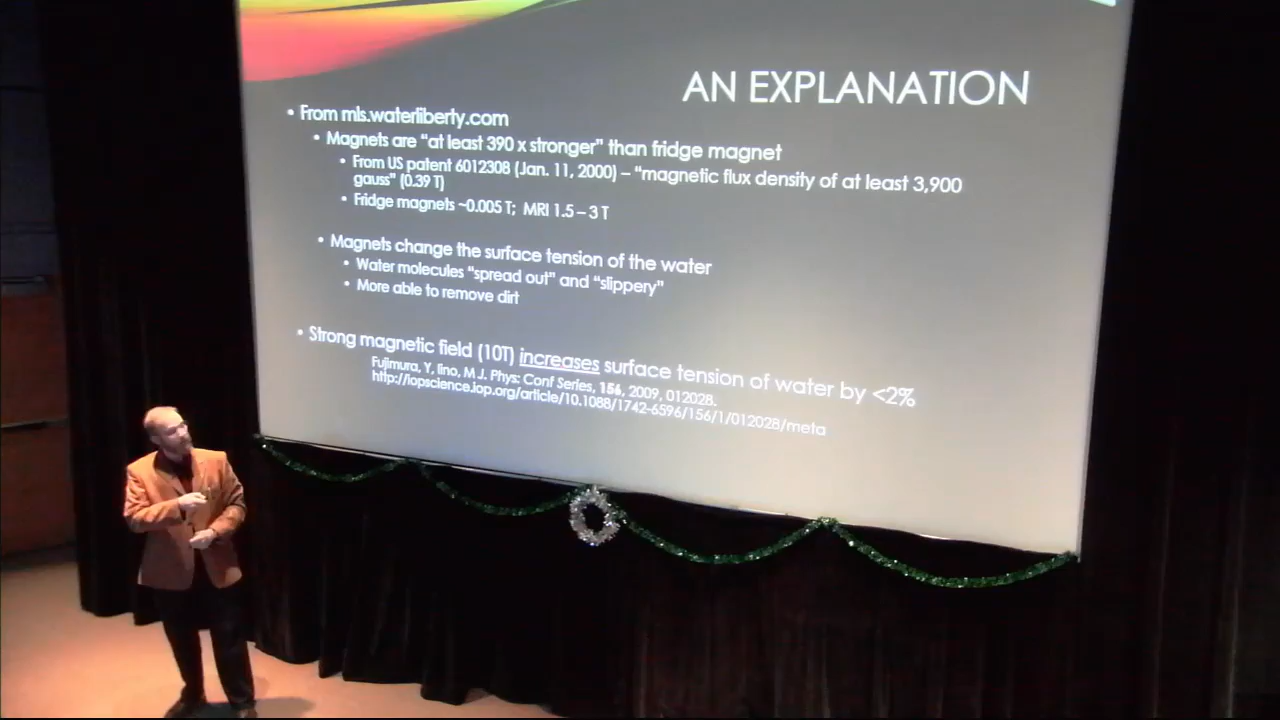 AN EXPLANATION
• From mls.waterliberty.com
• Magnets are “at least 390 x stronger” than fridge magnet
• From US patent 6012308 (Jan. 11, 2000) – “magnetic flux density of at least 3,900
gauss” (0.39 T)
• Fridge magnets ~0.005 T; MRI 1.5 – 3 T
• Magnets change the surface tension of the water
• Water molecules “spread out” and “slippery”
• More able to remove dirt
• Strong magnetic field (10T) increases surface tension of water by <2%
Fujimura, Y, Iino, M J. Phys: Conf Series, 156, 2009, 012028.
http://iopscience.iop.org/article/10.1088/1742-6596/156/1/012028/meta